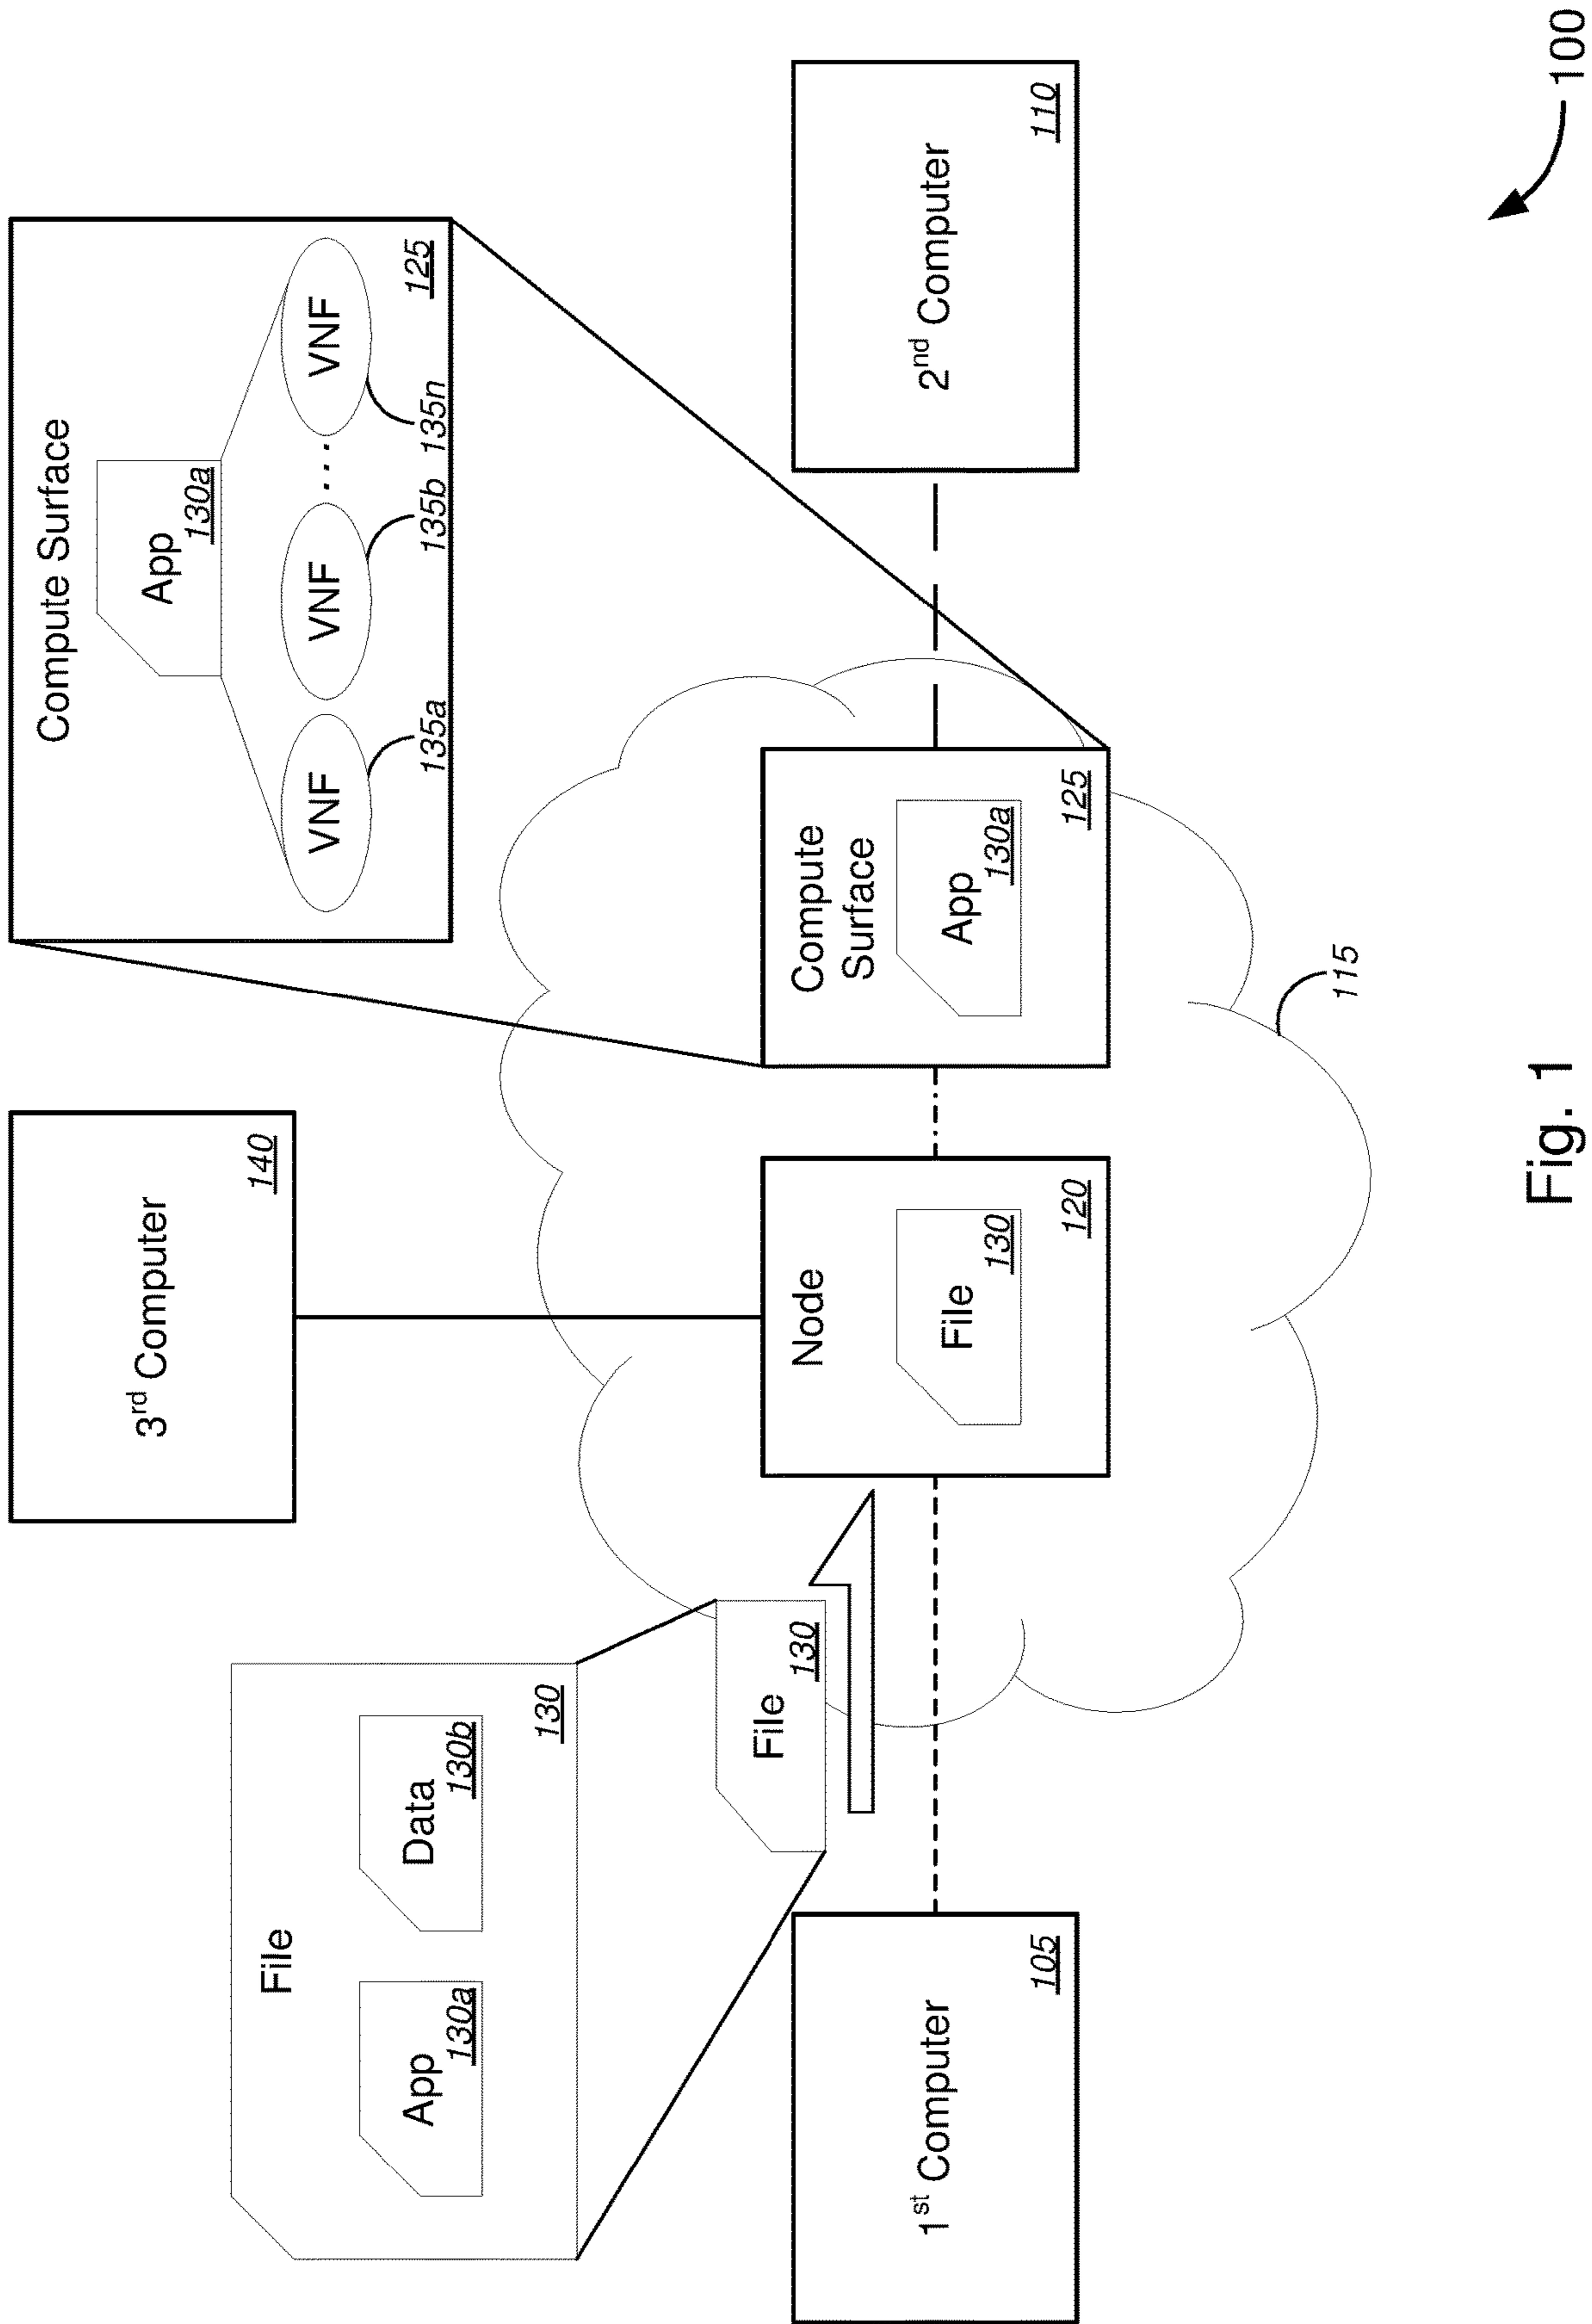 File
App
130a
Data
130b
130
File
130
3rd Computer
140
Compute Surface
App
130a
VNF
VNF
...
VNF
135a
135b
135n
125
1st Computer
105
Node
File
130
120
Compute
Surface
App
130a
125
2nd Computer
110
115
Fig. 1
100